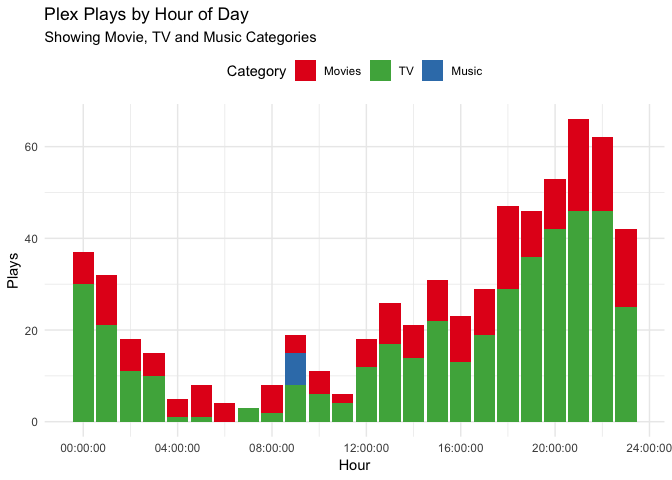 Plex Plays by Hour of Day
Showing Movie, TV and Music Categories
Category Movies TV Music
Plays
60
40
20
0
00:00:00 04:00:00 08:00:00 12:00:00 16:00:00 20:00:00 24:00:00
Hour